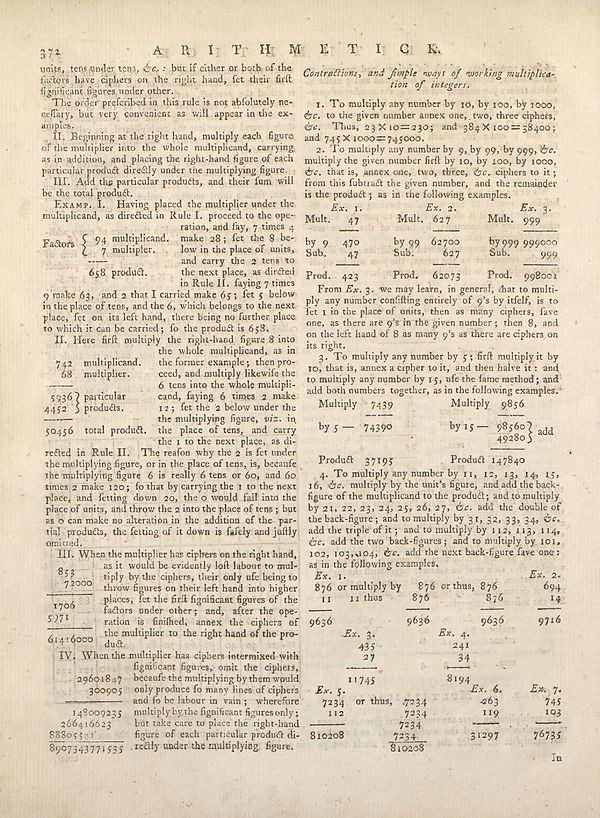 372 ARITHMETICK.
units, tens under tens, &c.: but if either or both of the
factors have ciphers on the right hand, ſet their firſt
ſignificant figures under other.
The order preſcribed in this rule is not abſolutely ne-
ceſſary, but very convenient as will appear in the ex-
amples.
II. Beginning at the right hand, multiply each figure
of the multiplier into the whole multiplicand, carrying
as in addition, and placing the right-hand figure of each
particular product directly under the multiplying figure.
III. Add the particular products, and their ſum will
be the total product.
EXAMP. I. Having placed the multiplier under the
multiplicand, as directed in Rule I. proceed to the ope-
ration, and ſay, 7 times 4
Factors { 94 multiplicand. make 28; ſet the 8 be-
7 multipler. low in the place of units,
and carry the 2 tens to
658 product. the next place, as directed
in Rule II. ſaying 7 times
9 make 63, and 2 that I carried make 65; ſet 5 below
in the place of tens, and the 6, which belongs to the next
place, ſet on its left hand, there being no further place
to which it can be carried; ſo the product is 658.
II. Here firſt multiply the right-hand figure 8 into
the whole multiplicand, as in
742 multiplicand. the former example; then pro-
68 multiplier. ceed, and multiply likewiſe the
6 tens into the whole multipli-
5936 } particular cand, ſaying 6 times 2 make
4452 } products. 12; ſet the 2 below under the
the multiplying figure, viz. in
50456 total product. the place of tens, and carry
the 1 to the next place, as di-
rected in Rule II. The reaſon why the 2 is ſet under
the multiplying figure, or in the place of tens, is, becauſe
the multiplying figure 6 is really 6 tens or 60, and 60
times 2 make 120; ſo that by carrying the 1 to the next
place, and ſetting down 20, the 0 would fall into the
place of units, and throw the 2 into the place of tens; but
as 0 can make no alteration in the addition of the par-
tial products, the ſetting of it down is ſafely and juſtly
omitted.
III. When the multiplier has ciphers on the right hand,
as it would be evidently loſt labour to mul-
853 tiply by the ciphers, their only uſe being to
72000 throw figures on their left hand into higher
places, ſet the firſt ſignificant figures of the
1706 factors under other; and, after the ope-
5971 ration is finiſhed, annex the ciphers of
the multiplier to the right hand of the pro-
61416000 duct.
IV. When the multiplier has ciphers intermixed with
ſignificant figures, omit the ciphers,
29601847 becauſe the multiplying by them would
300905 only produce ſo many lines of ciphers
and ſo be labour in vain; wherefore
148009235 multiply by the ſignificant figures only;
266416623 but take care to place the right-hand
88805541 figure of each particular product di-
8907343771535 rectly under the multiplying figure.
Contractions, and ſimple ways of working multiplica-
tion of integers.
1. To multiply any number by 10, by 100, by 1000,
&c. to the given number annex one, two, three ciphers,
&c. Thus, 23 X 10=230; and 384 X 100=38400;
and 745 X 1000=745000.
2. To multiply any number by 9, by 99, by 999, &c.
multiply the given number firſt by 10, by 100, by 1000,
&c. that is, annex one, two, three, &c. ciphers to it;
from this ſubtract the given number, and the remainder
is the product; as in the following examples.
Ex. 1. Ex. 2. Ex. 3.
Mult. 47 Mult. 627 Mult. 999
by 9 470 by 99 62700 by 999 999000
Sub. 47 Sub. 627 Sub. 999
Prod. 423 Prod. 62073 Prod. 998001
From Ex. 3. we may learn, in general, that to multi-
ply any number conſiſting entirely of 9's by itſelf, is to
ſet 1 in the place of units, then as many ciphers, ſave
one, as there are 9's in the given number; then 8, and
on the left hand of 8 as many 9's as there are ciphers on
its right.
3. To multiply any number by 5; firſt multiply it by
10, that is, annex a cipher to it, and then halve it: and
to multiply any number by 15, uſe the ſame method; and
add both numbers together, as in the following examples.
Multiply 7439 Multiply 9856
by 5 — 74390 by 15— 98560 } add
49280 }
Product 37195 Product 147840
4. To multiply any number by 11, 12, 13, 14, 15,
16, &c. multiply by the unit's figure, and add the back-
figure of the multiplicand to the product; and to multiply
by 21, 22, 23, 24, 25, 26, 27, &c. add the double of
the back-figure; and to multiply by 31, 32, 33, 34, &c.
add the triple of it; and to multiply by 112, 113, 114,
&c. add the two back-figures; and to multiply by 101,
102, 103, 104, &c. add the next back-figure ſave one:
as in the following examples.
Ex. 1. Ex. 2.
876 or multiply by 876 or thus, 876 694
11 11 thus 876 876 14
9636 9636 9636 9716
Ex. 3. Ex. 4.
435 241
27 34
11745 8194
Ex. 5. Ex. 6. Ex. 7.
7234 or thus, 7234 263 745
112 7234 119 103
7234
810208 7234 31297 76735
810208
In